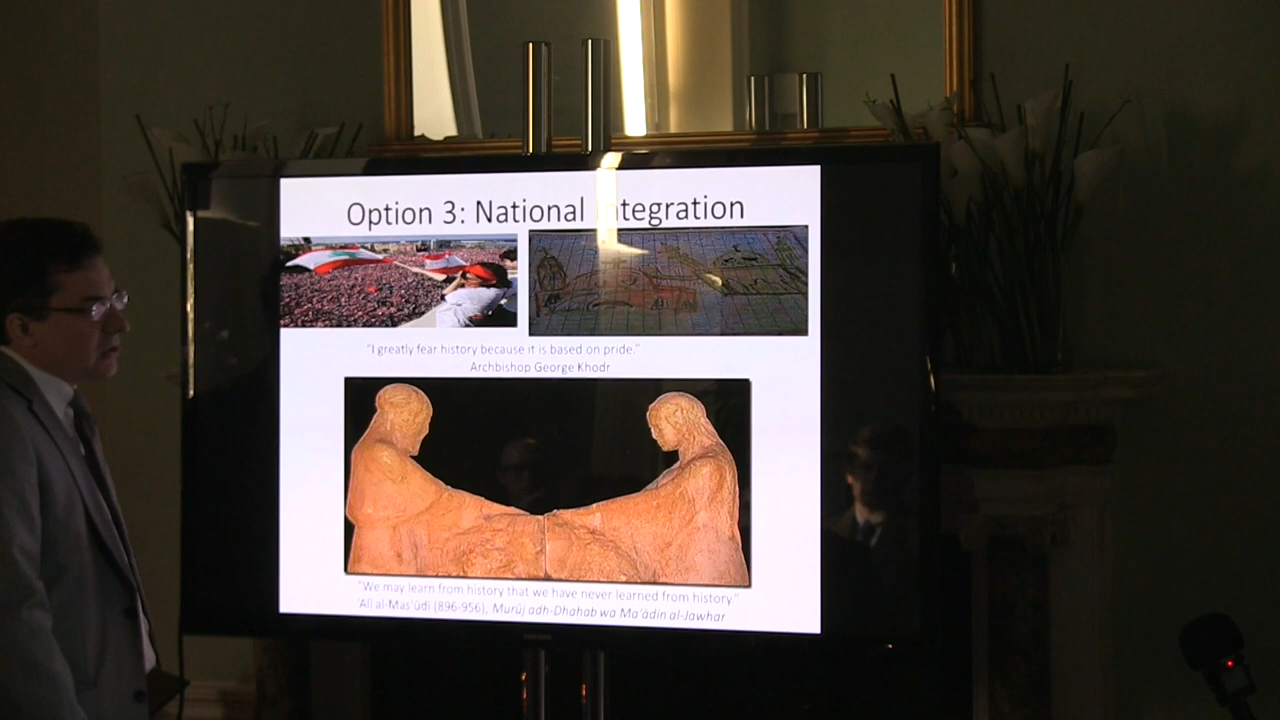 Option 3: National Integration
“I greatly fear history because it is based on pride.”
Archbishop George Khodr
“We may learn from history that we have never learned from history.”
‘Alī al-Mas‘ūdī (896-956), Murūj adh-Dhahab wa Ma‘ādin al-Jawhar